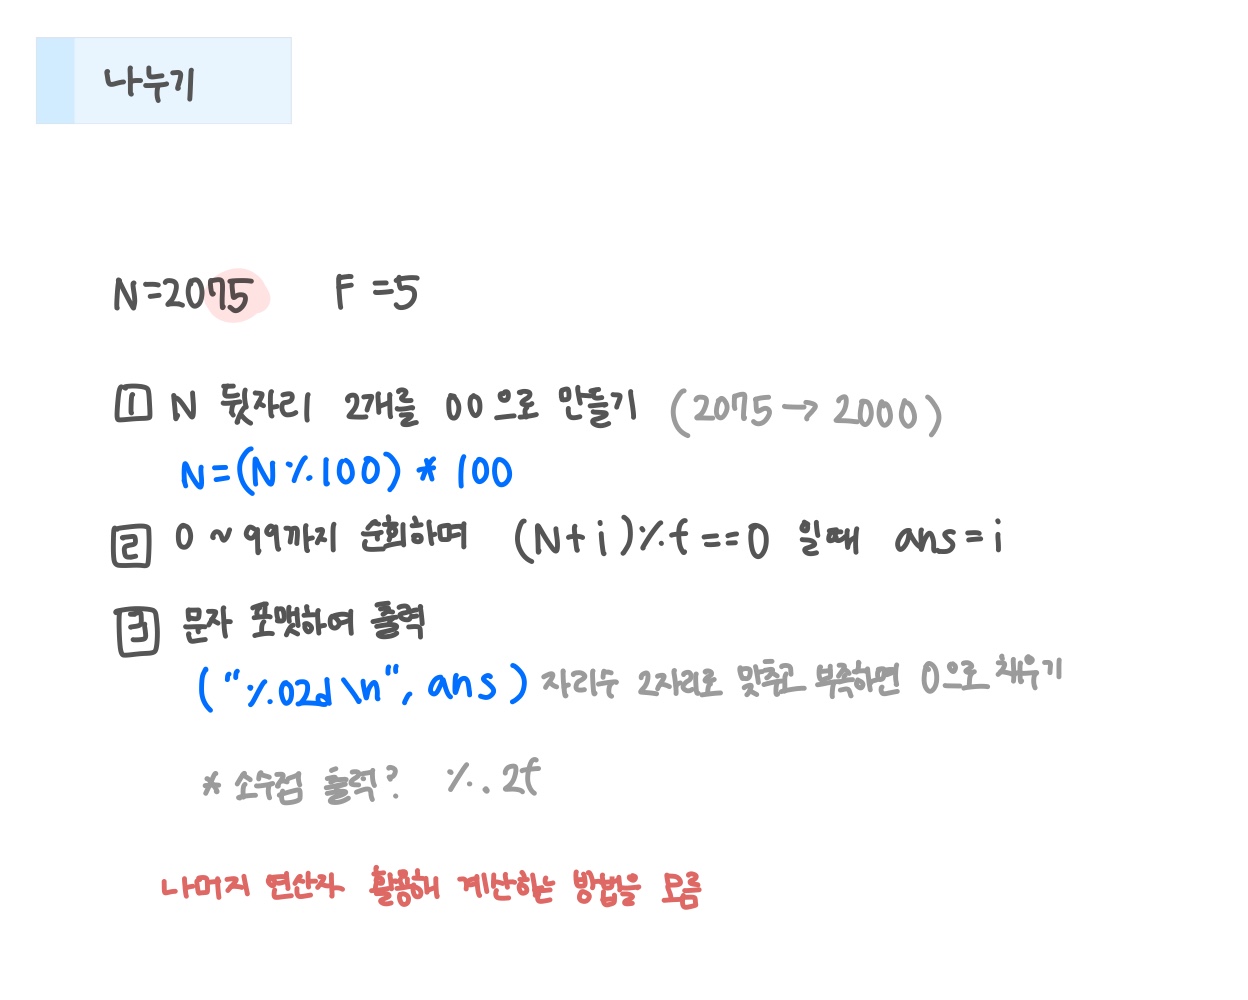 나누기
N=2075 F =5
1 N 뒷자리 2개를 00으로 만들기 (2075→2000)
N=(N%100) * 100
2 0 ~ 99까지 순회하며 (N+i)%f==0 일때 ans=i
3 문자 포맷하여 출력
("%.02d\n", ans) 자리수 2자리로 맞추고 부족하면 0으로 채우기
* 소수점 출력? %.2f
나머지 연산자 활용해 계산하는 방법을 모름